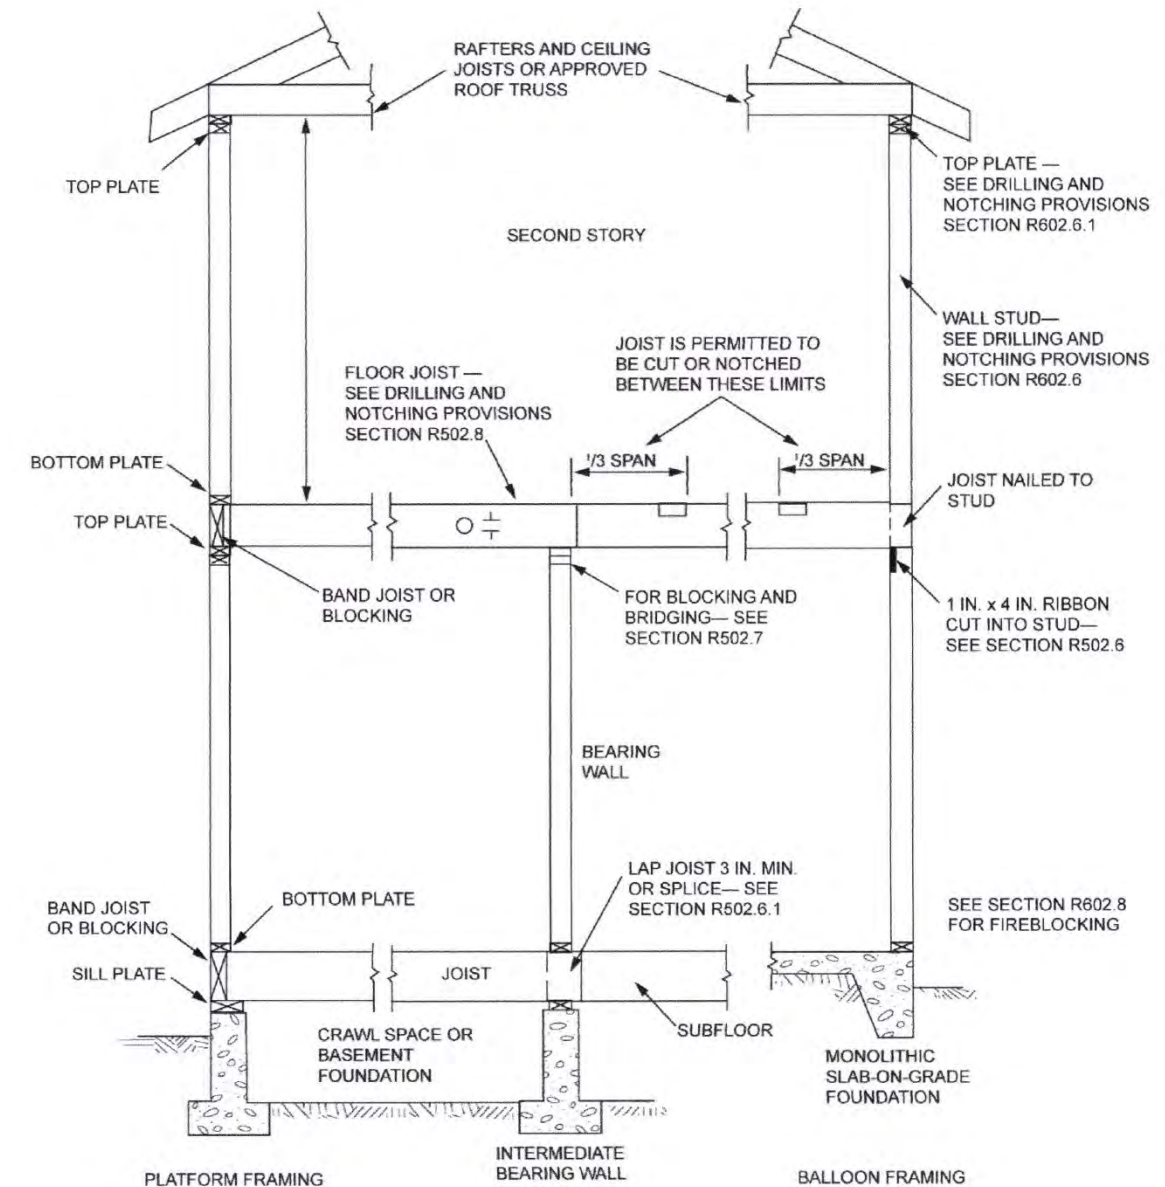 RAFTERS AND CEILING
JOISTS OR APPROVED
ROOF TRUSS
TOP PLATE
TOP PLATE —
SEE DRILLING AND
NOTCHING PROVISIONS
SECTION R602.6.1
SECOND STORY
WALL STUD—
SEE DRILLING AND
NOTCHING PROVISIONS
SECTION R602.6
JOIST IS PERMITTED TO
BE CUT OR NOTCHED
BETWEEN THESE LIMITS
FLOOR JOIST —
SEE DRILLING AND
NOTCHING PROVISIONS
SECTION R502.8
BOTTOM PLATE
1/3 SPAN
1/3 SPAN
JOIST NAILED TO
STUD
TOP PLATE
BAND JOIST OR
BLOCKING
FOR BLOCKING AND
BRIDGING— SEE
SECTION R502.7
1 IN. x 4 IN. RIBBON
CUT INTO STUD—
SEE SECTION R502.6
BEARING
WALL
LAP JOIST 3 IN. MIN.
OR SPLICE— SEE
SECTION R502.6.1
BOTTOM PLATE
BAND JOIST
OR BLOCKING
SEE SECTION R602.8
FOR FIREBLOCKING
SILL PLATE
JOIST
SUBFLOOR
CRAWL SPACE OR
BASEMENT
FOUNDATION
MONOLITHIC
SLAB-ON-GRADE
FOUNDATION
INTERMEDIATE
BEARING WALL
PLATFORM FRAMING
BALLOON FRAMING